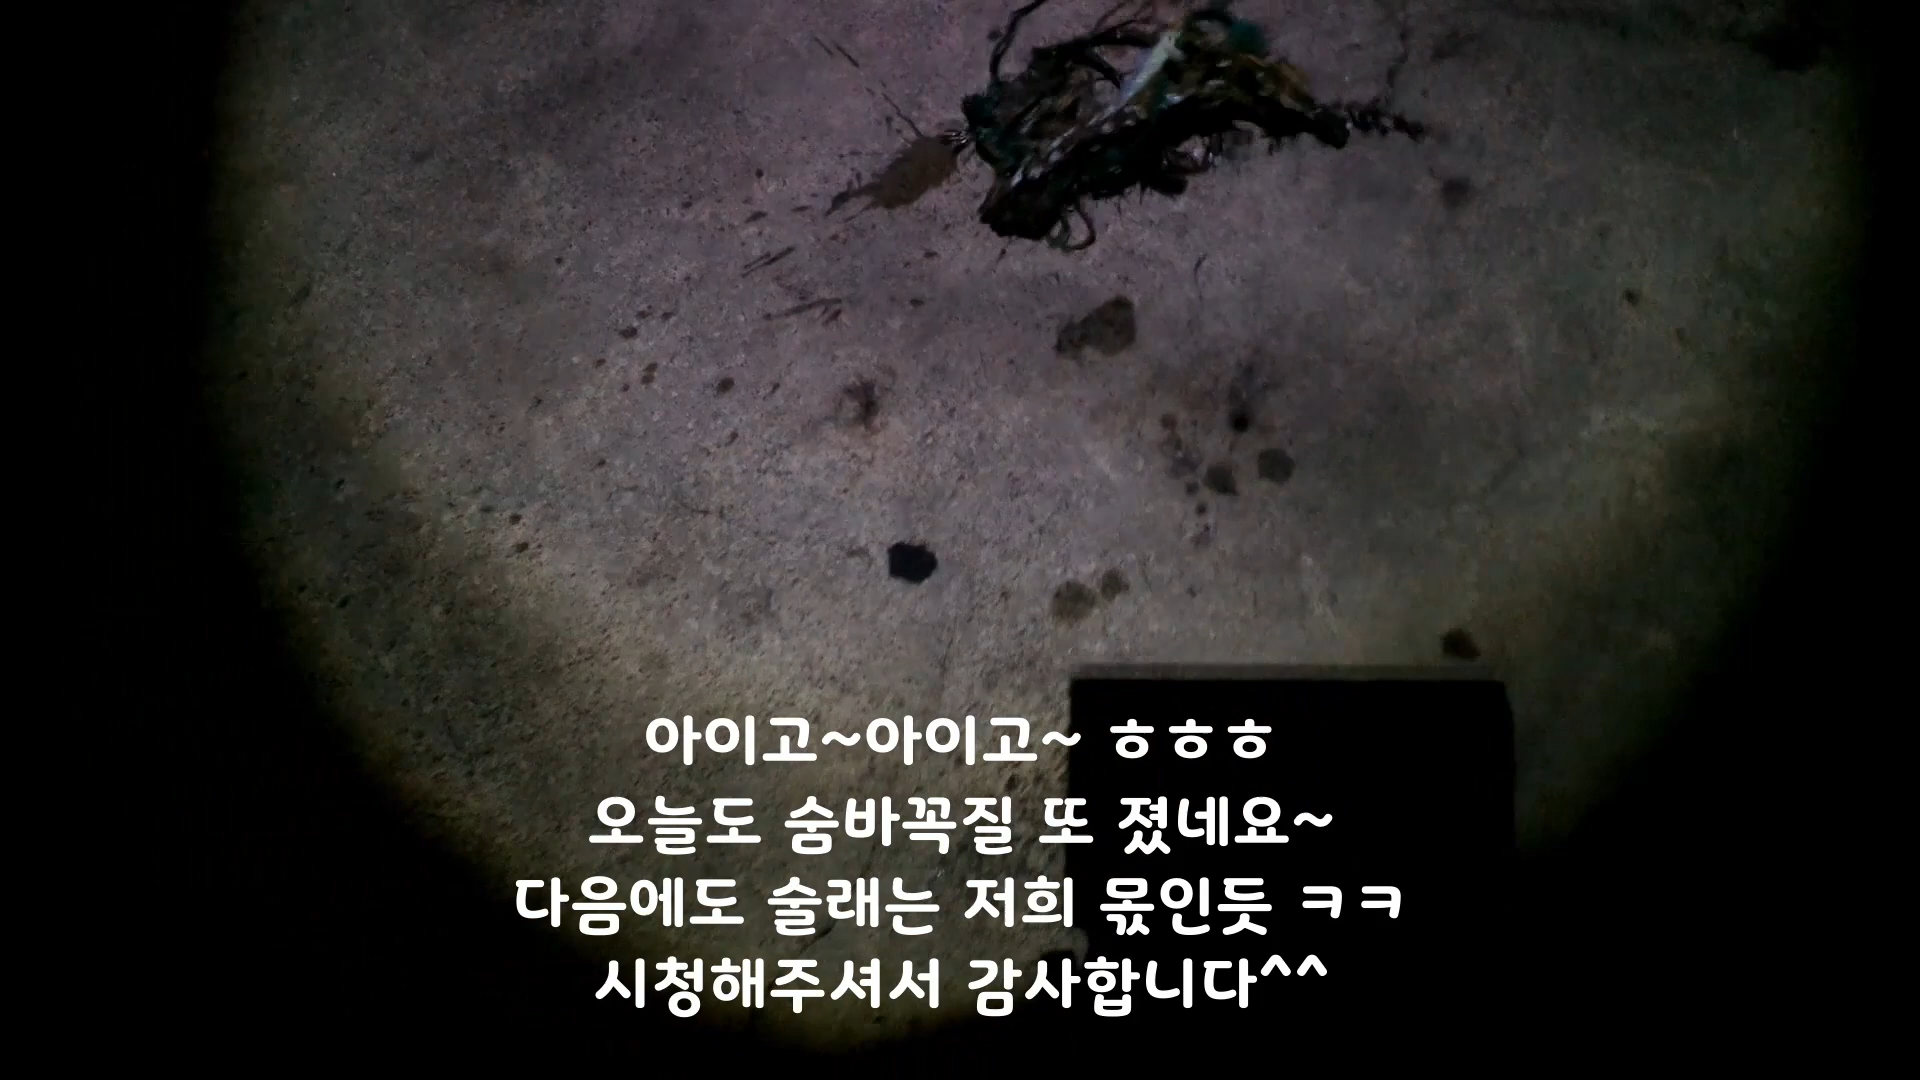 아이고~아이고~ ㅎㅎㅎ
오늘도 숨바꼭질 또 졌네요~
다음에도 술래는 저희 몫인듯 ㅋㅋ
시청해주셔서 감사합니다^^